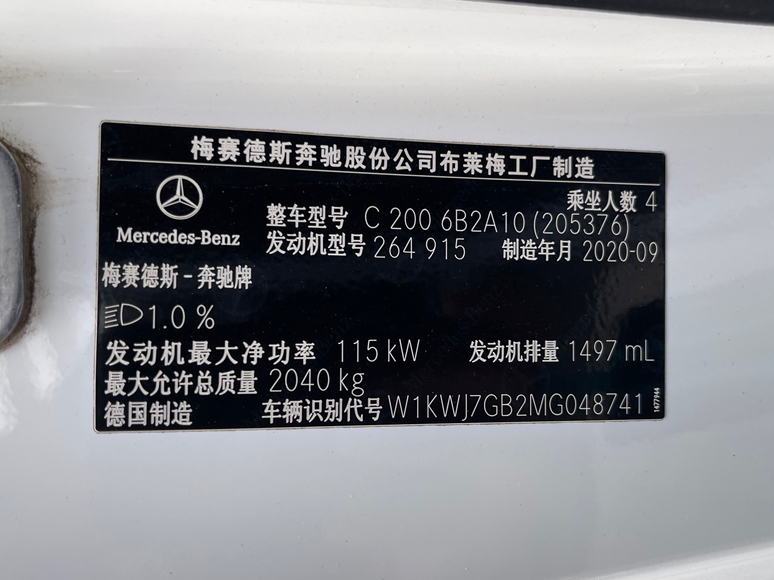 梅赛德斯奔驰股份公司布莱梅工厂制造
乘坐人数 4
整车型号 C 200 6B2A10 (205376)
Mercedes-Benz
发动机型号 264 915 制造年月 2020-09
梅赛德斯-奔驰牌
1.0 %
发动机最大净功率 115 kW 发动机排量 1497 mL
最大允许总质量 2040 kg
德国制造 车辆识别代号 W1KWJ7GB2MG048741
1677944